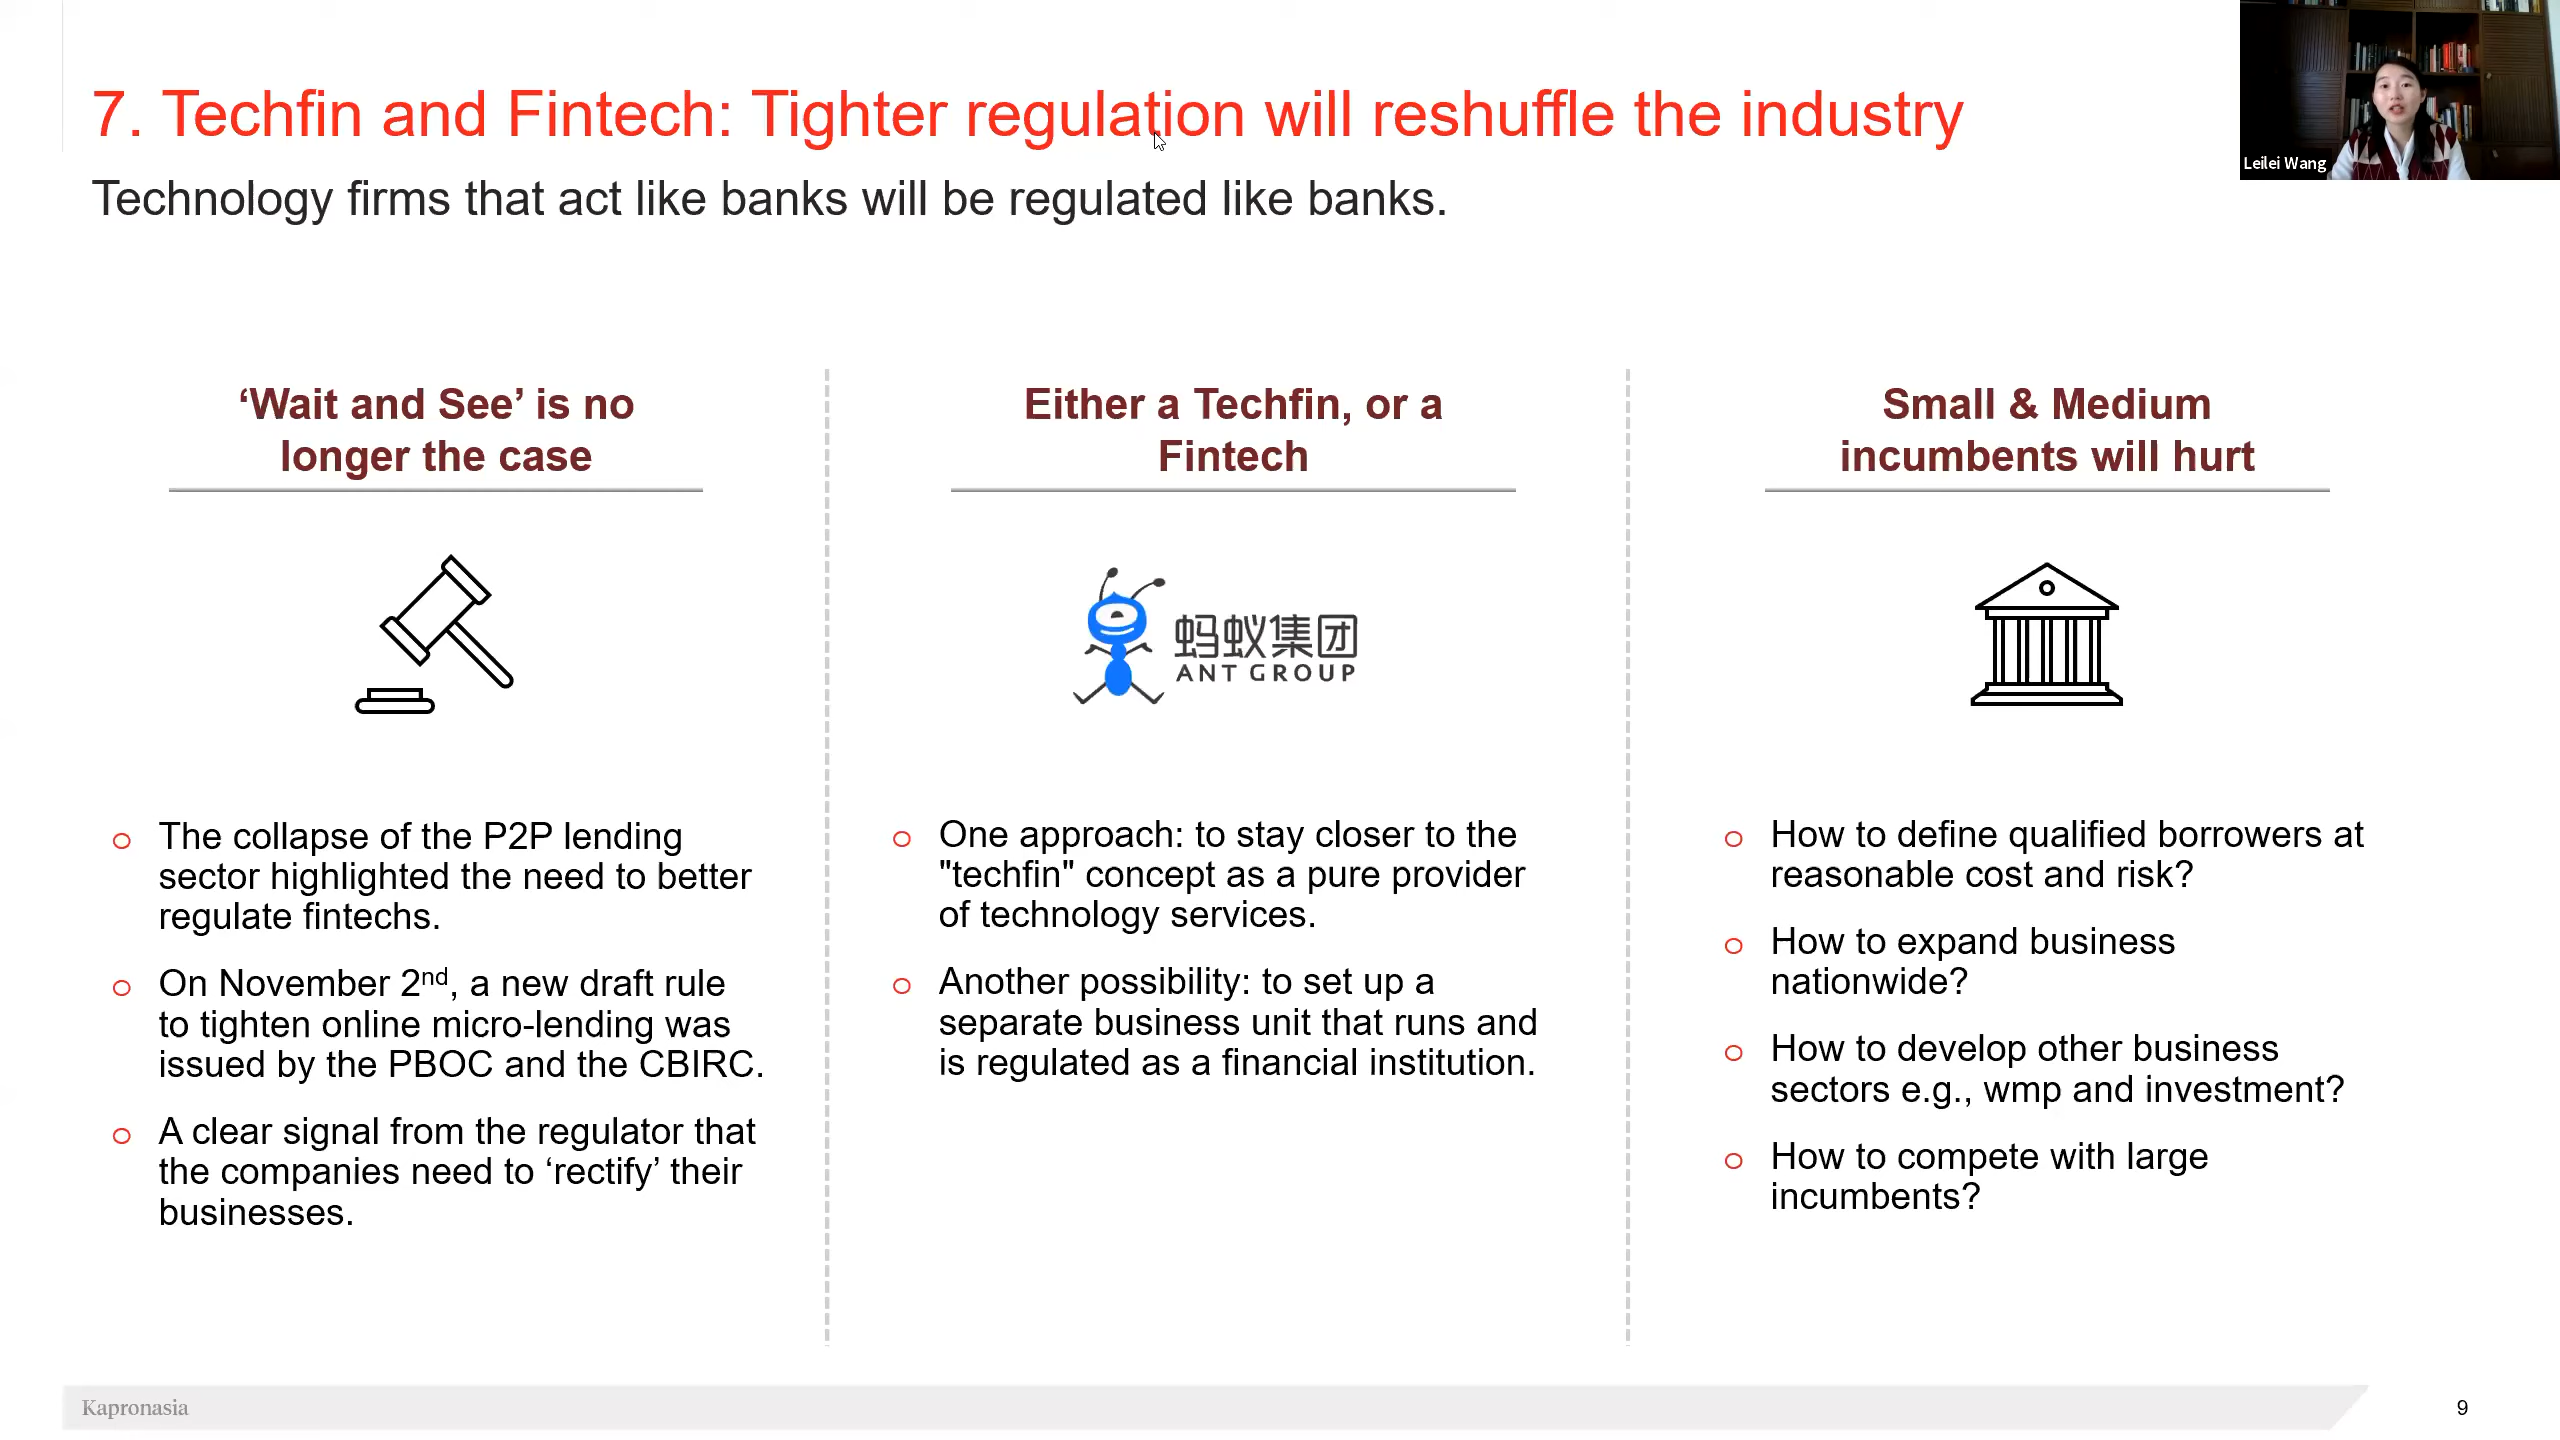 7. Techfin and Fintech: Tighter regulation will reshuffle the industry
Technology firms that act like banks will be regulated like banks.
Leilei Wang
‘Wait and See’ is no
longer the case
o The collapse of the P2P lending
sector highlighted the need to better
regulate fintechs.
o On November 2nd, a new draft rule
to tighten online micro-lending was
issued by the PBOC and the CBIRC.
o A clear signal from the regulator that
the companies need to ‘rectify’ their
businesses.
Either a Techfin, or a
Fintech
蚂蚁集团
ANT GROUP
o One approach: to stay closer to the
"techfin" concept as a pure provider
of technology services.
o Another possibility: to set up a
separate business unit that runs and
is regulated as a financial institution.
Small & Medium
incumbents will hurt
o How to define qualified borrowers at
reasonable cost and risk?
o How to expand business
nationwide?
o How to develop other business
sectors e.g., wmp and investment?
o How to compete with large
incumbents?
Kapronasia
9